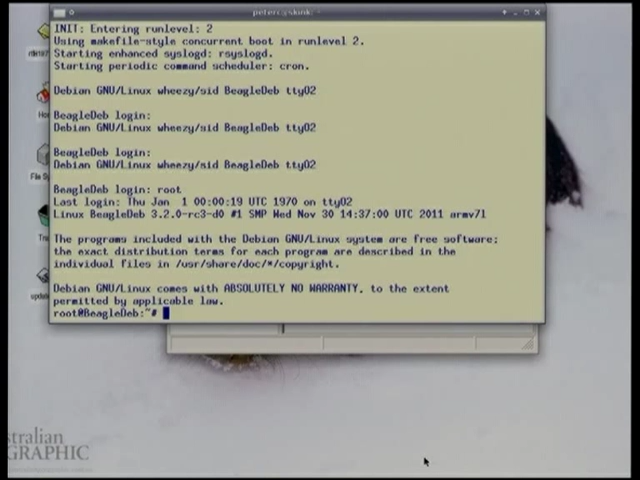 peterc@skink: ~
INIT: Entering runlevel: 2
Using makefile-style concurrent boot in runlevel 2.
Starting enhanced syslogd: rsyslogd.
Starting periodic command scheduler: cron.
Debian GNU/Linux wheezy/sid BeagleDeb ttyO2
BeagleDeb login:
Debian GNU/Linux wheezy/sid BeagleDeb ttyO2
BeagleDeb login:
Debian GNU/Linux wheezy/sid BeagleDeb ttyO2
BeagleDeb login: root
Last login: Thu Jan  1 00:00:19 UTC 1970 on ttyO2
Linux BeagleDeb 3.2.0-rc3-d0 #1 SMP Wed Nov 30 14:37:00 UTC 2011 armv7l
The programs included with the Debian GNU/Linux system are free software;
the exact distribution terms for each program are described in the
individual files in /usr/share/doc/*/copyright.
Debian GNU/Linux comes with ABSOLUTELY NO WARRANTY, to the extent
permitted by applicable law.
root@BeagleDeb:~#
File Sy
stralian
GRAPHIC